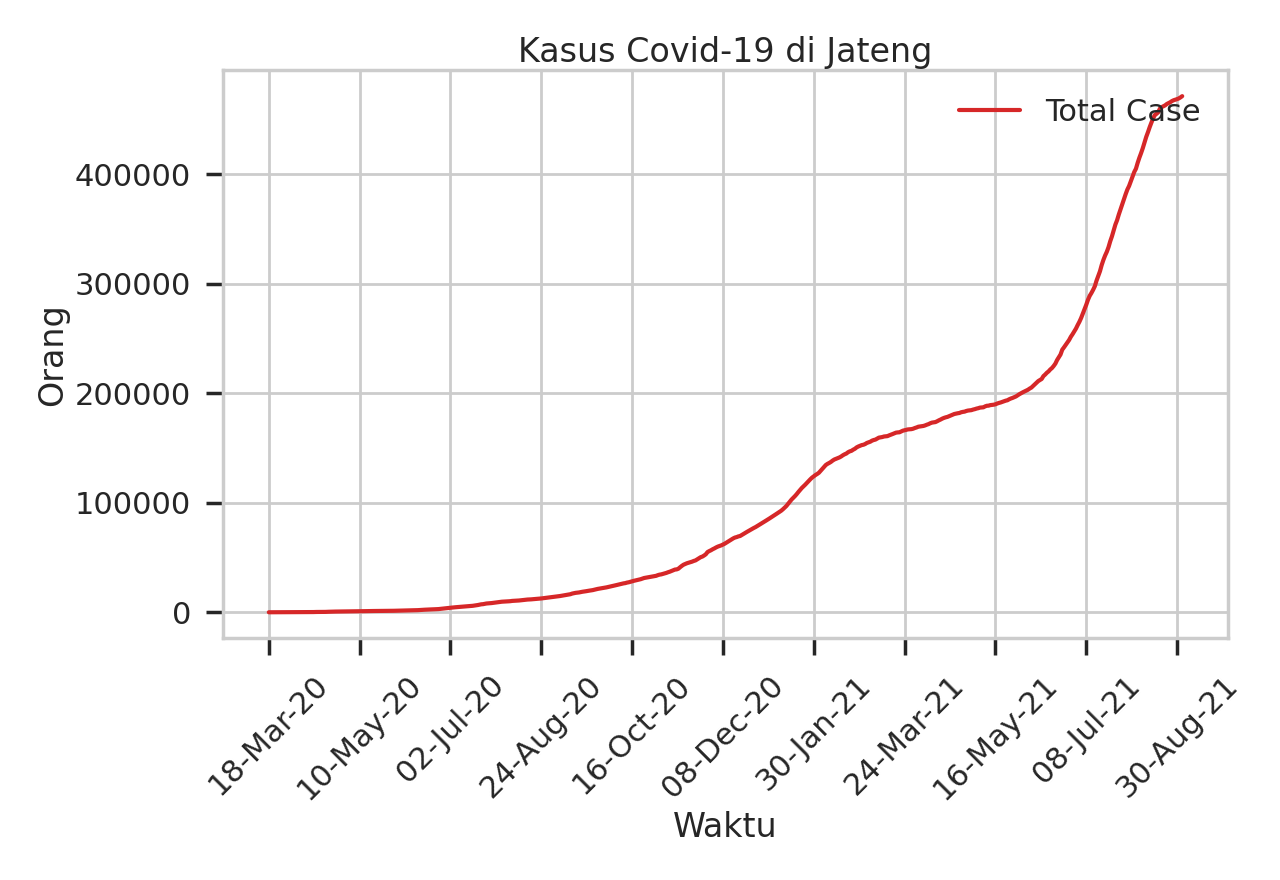 Kasus Covid-19 di Jateng
Total Case
Orang
400000
300000
200000
100000
0
18-Mar-20
10-May-20
02-Jul-20
24-Aug-20
16-Oct-20
08-Dec-20
30-Jan-21
24-Mar-21
16-May-21
08-Jul-21
30-Aug-21
Waktu